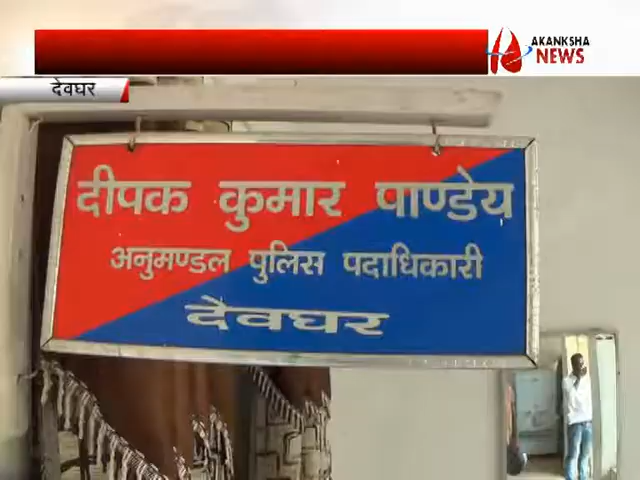 AKANKSHA
NEWS
देवघर
दीपक कुमार पाण्डेय
अनुमण्डल पुलिस पदाधिकारी
देवघर